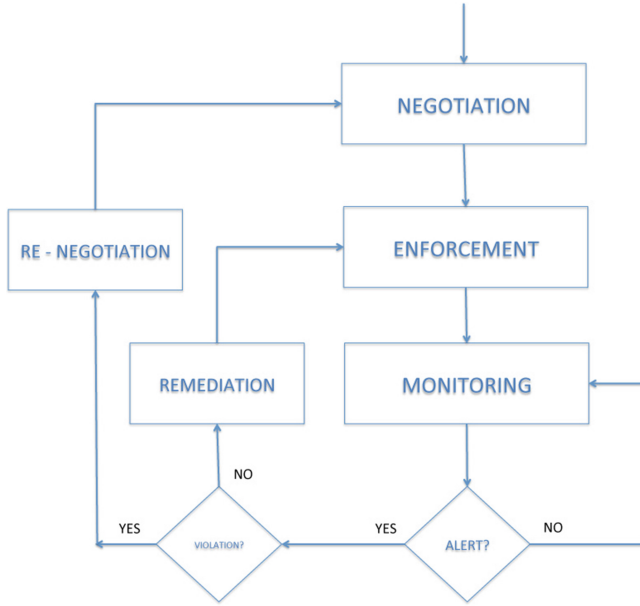 NEGOTIATION
RE - NEGOTIATION
ENFORCEMENT
REMEDIATION
MONITORING
NO
YES
VIOLATION?
YES
ALERT?
NO